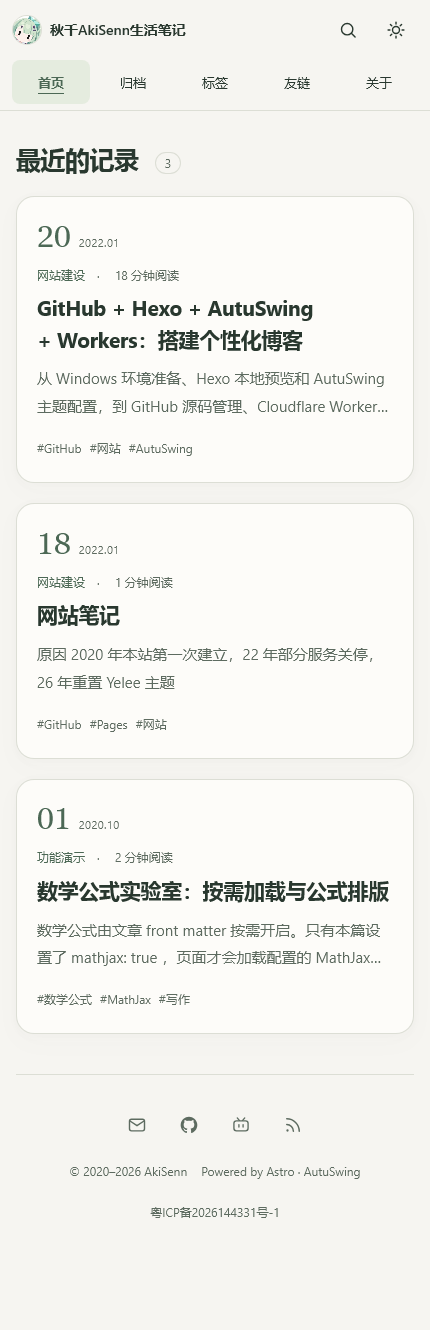 秋千AkiSenn生活笔记
首页 归档 标签 友链 关于
最近的记录 3
20 2022.01
网站建设 · 18 分钟阅读
GitHub + Hexo + AutuSwing
+ Workers：搭建个性化博客
从 Windows 环境准备、Hexo 本地预览和 AutuSwing
主题配置，到 GitHub 源码管理、Cloudflare Worker…
#GitHub #网站 #AutuSwing
18 2022.01
网站建设 · 1 分钟阅读
网站笔记
原因 2020 年本站第一次建立，22 年部分服务关停，
26 年重置 Yelee 主题
#GitHub #Pages #网站
01 2020.10
功能演示 · 2 分钟阅读
数学公式实验室：按需加载与公式排版
数学公式由文章 front matter 按需开启。只有本篇设
置了 mathjax: true ，页面才会加载配置的 MathJax…
#数学公式 #MathJax #写作
© 2020–2026 AkiSenn Powered by Astro · AutuSwing
粤ICP备2026144331号-1